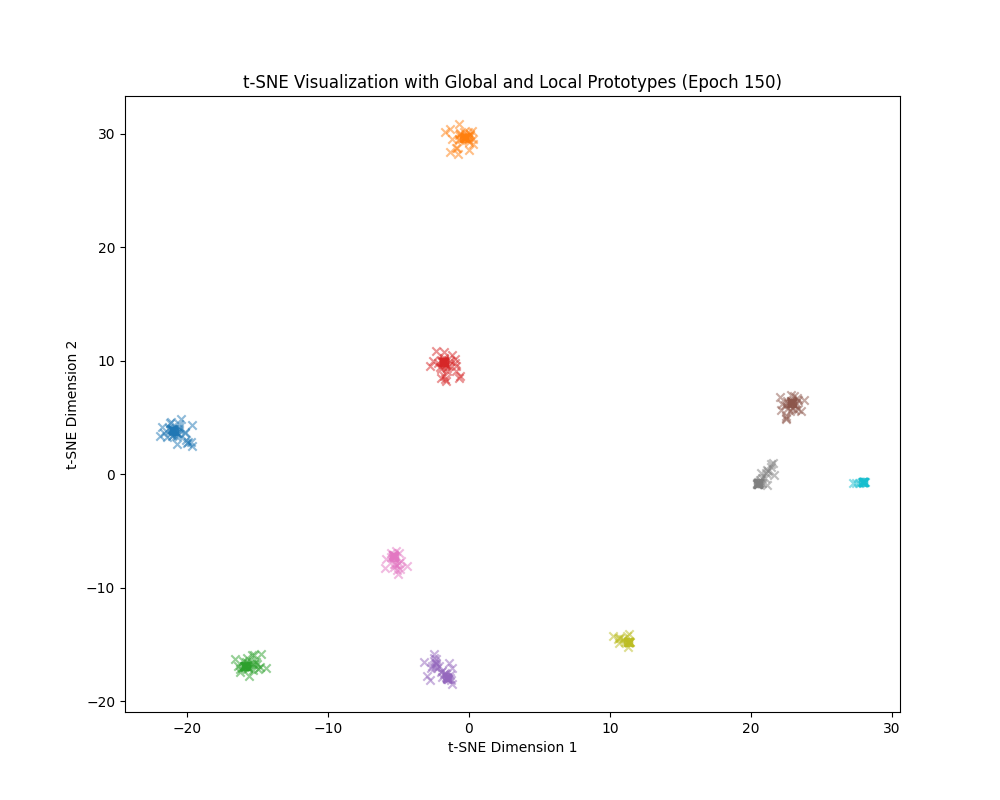 t-SNE Visualization with Global and Local Prototypes (Epoch 150)
30
20
10
0
−10
−20
t-SNE Dimension 2
−20 −10 0 10 20 30
t-SNE Dimension 1